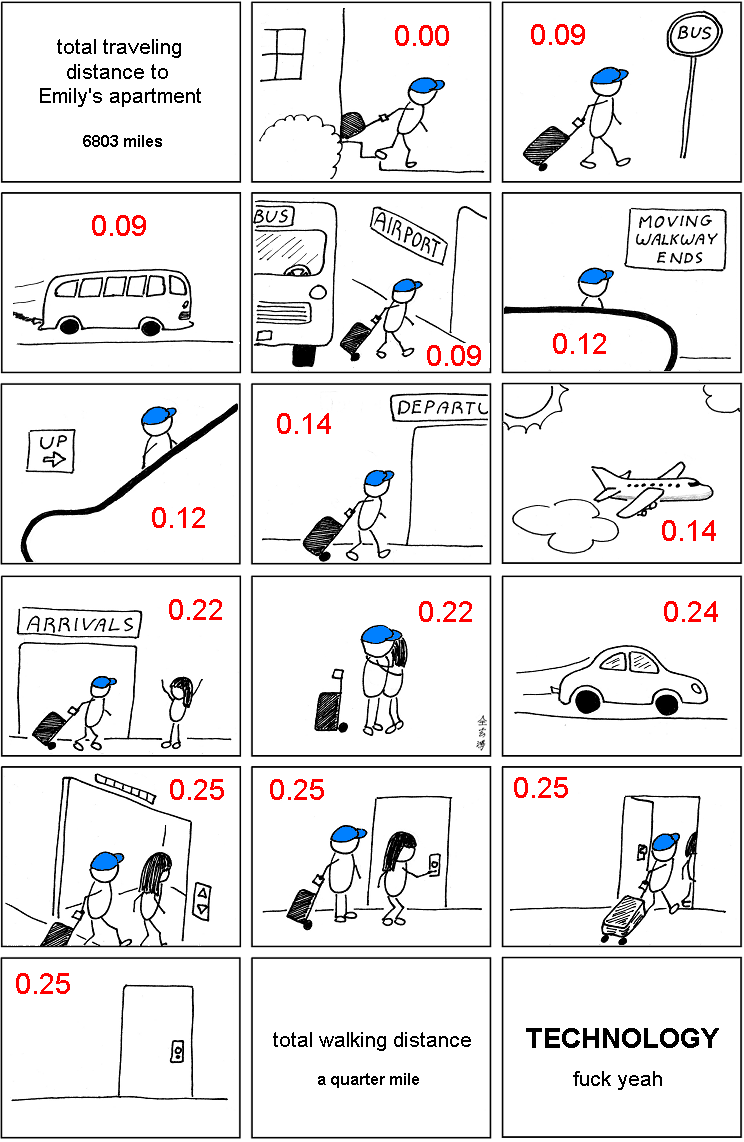 total traveling
distance to
Emily's apartment
6803 miles
0.00
0.09
BUS
0.09
BUS
AIRPORT
0.09
MOVING
WALKWAY
ENDS
0.12
UP
0.12
0.14
DEPARTU
0.14
0.22
ARRIVALS
0.22
0.24
0.25
0.25
0.25
0.25
total walking distance
a quarter mile
TECHNOLOGY
fuck yeah